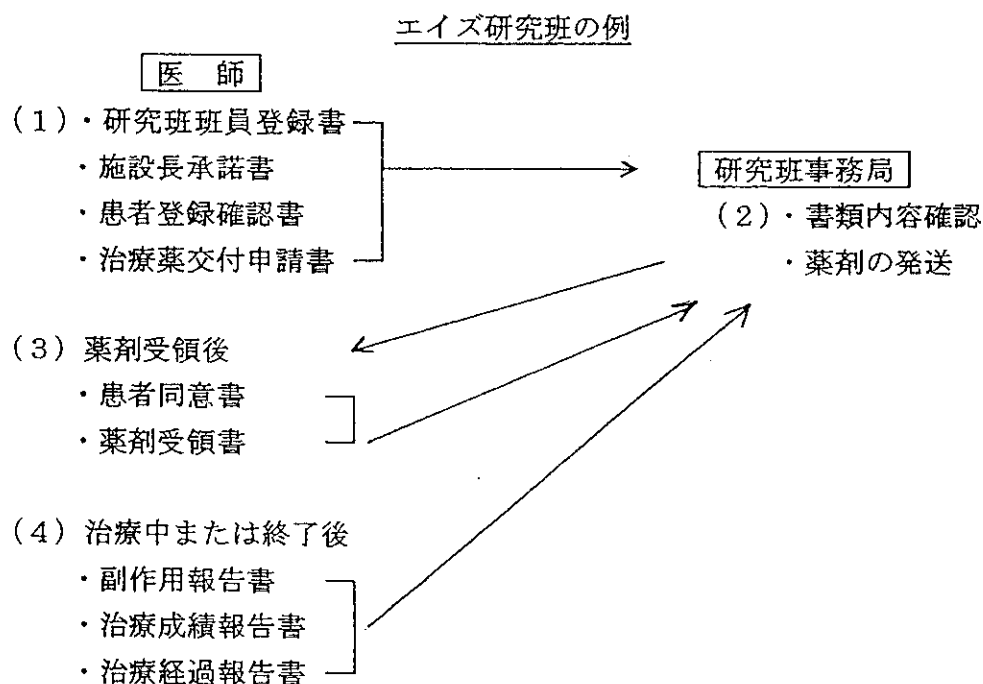 エイズ研究班の例
医 師
(1)・研究班班員登録書
・施設長承諾書
・患者登録確認書
・治療薬交付申請書
研究班事務局
(2)・書類内容確認
・薬剤の発送
(3)薬剤受領後
・患者同意書
・薬剤受領書
(4)治療中または終了後
・副作用報告書
・治療成績報告書
・治療経過報告書